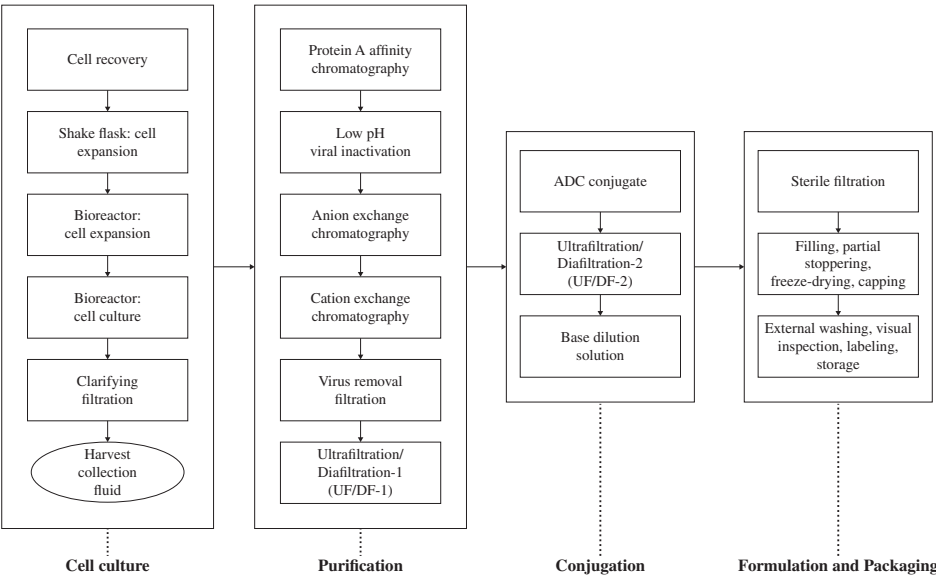 Cell recovery
Shake flask: cell
expansion
Bioreactor:
cell expansion
Bioreactor:
cell culture
Clarifying
filtration
Harvest
collection
fluid
Cell culture
Protein A affinity
chromatography
Low pH
viral inactivation
Anion exchange
chromatography
Cation exchange
chromatography
Virus removal
filtration
Ultrafiltration/
Diafiltration-1
(UF/DF-1)
Purification
ADC conjugate
Ultrafiltration/
Diafiltration-2
(UF/DF-2)
Base dilution
solution
Conjugation
Sterile filtration
Filling, partial
stoppering,
freeze-drying, capping
External washing, visual
inspection, labeling,
storage
Formulation and Packaging